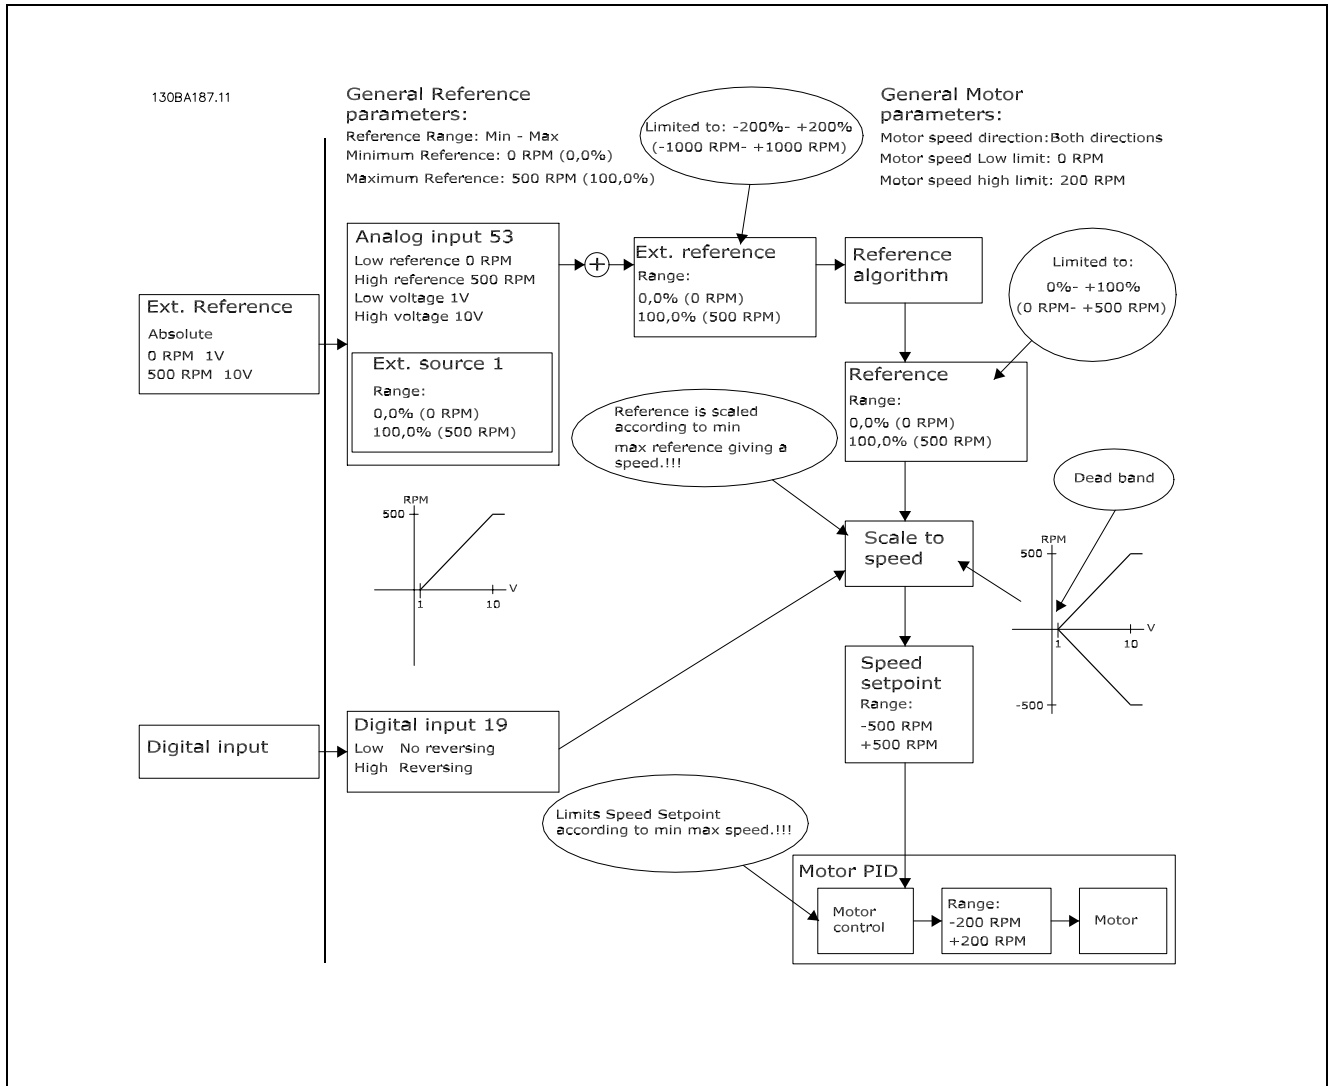 130BA187.11
General Reference
parameters:
Reference Range: Min - Max
Minimum Reference: 0 RPM (0,0%)
Maximum Reference: 500 RPM (100,0%)
Limited to: -200%- +200%
(-1000 RPM- +1000 RPM)
General Motor
parameters:
Motor speed direction:Both directions
Motor speed Low limit: 0 RPM
Motor speed high limit: 200 RPM
Ext. Reference
Absolute
0 RPM 1V
500 RPM 10V
Analog input 53
Low reference 0 RPM
High reference 500 RPM
Low voltage 1V
High voltage 10V
Ext. source 1
Range:
0,0% (0 RPM)
100,0% (500 RPM)
+
Ext. reference
Range:
0,0% (0 RPM)
100,0% (500 RPM)
Reference
algorithm
Limited to:
0%- +100%
(0 RPM- +500 RPM)
Reference
Range:
0,0% (0 RPM)
100,0% (500 RPM)
Reference is scaled
according to min
max reference giving a
speed.!!!
Dead band
RPM
500
V
1
10
Scale to
speed
RPM
500
V
1
10
-500
Speed
setpoint
Range:
-500 RPM
+500 RPM
Digital input
Digital input 19
Low No reversing
High Reversing
Limits Speed Setpoint
according to min max speed.!!!
Motor PID
Motor
control
Range:
-200 RPM
+200 RPM
Motor